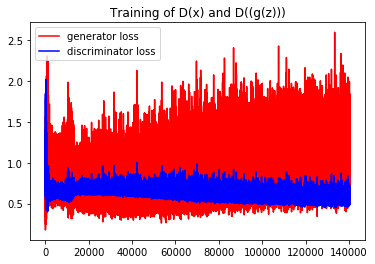 Training of D(x) and D((g(z)))
generator loss
discriminator loss
2.5
2.0
1.5
1.0
0.5
0 20000 40000 60000 80000 100000 120000 140000